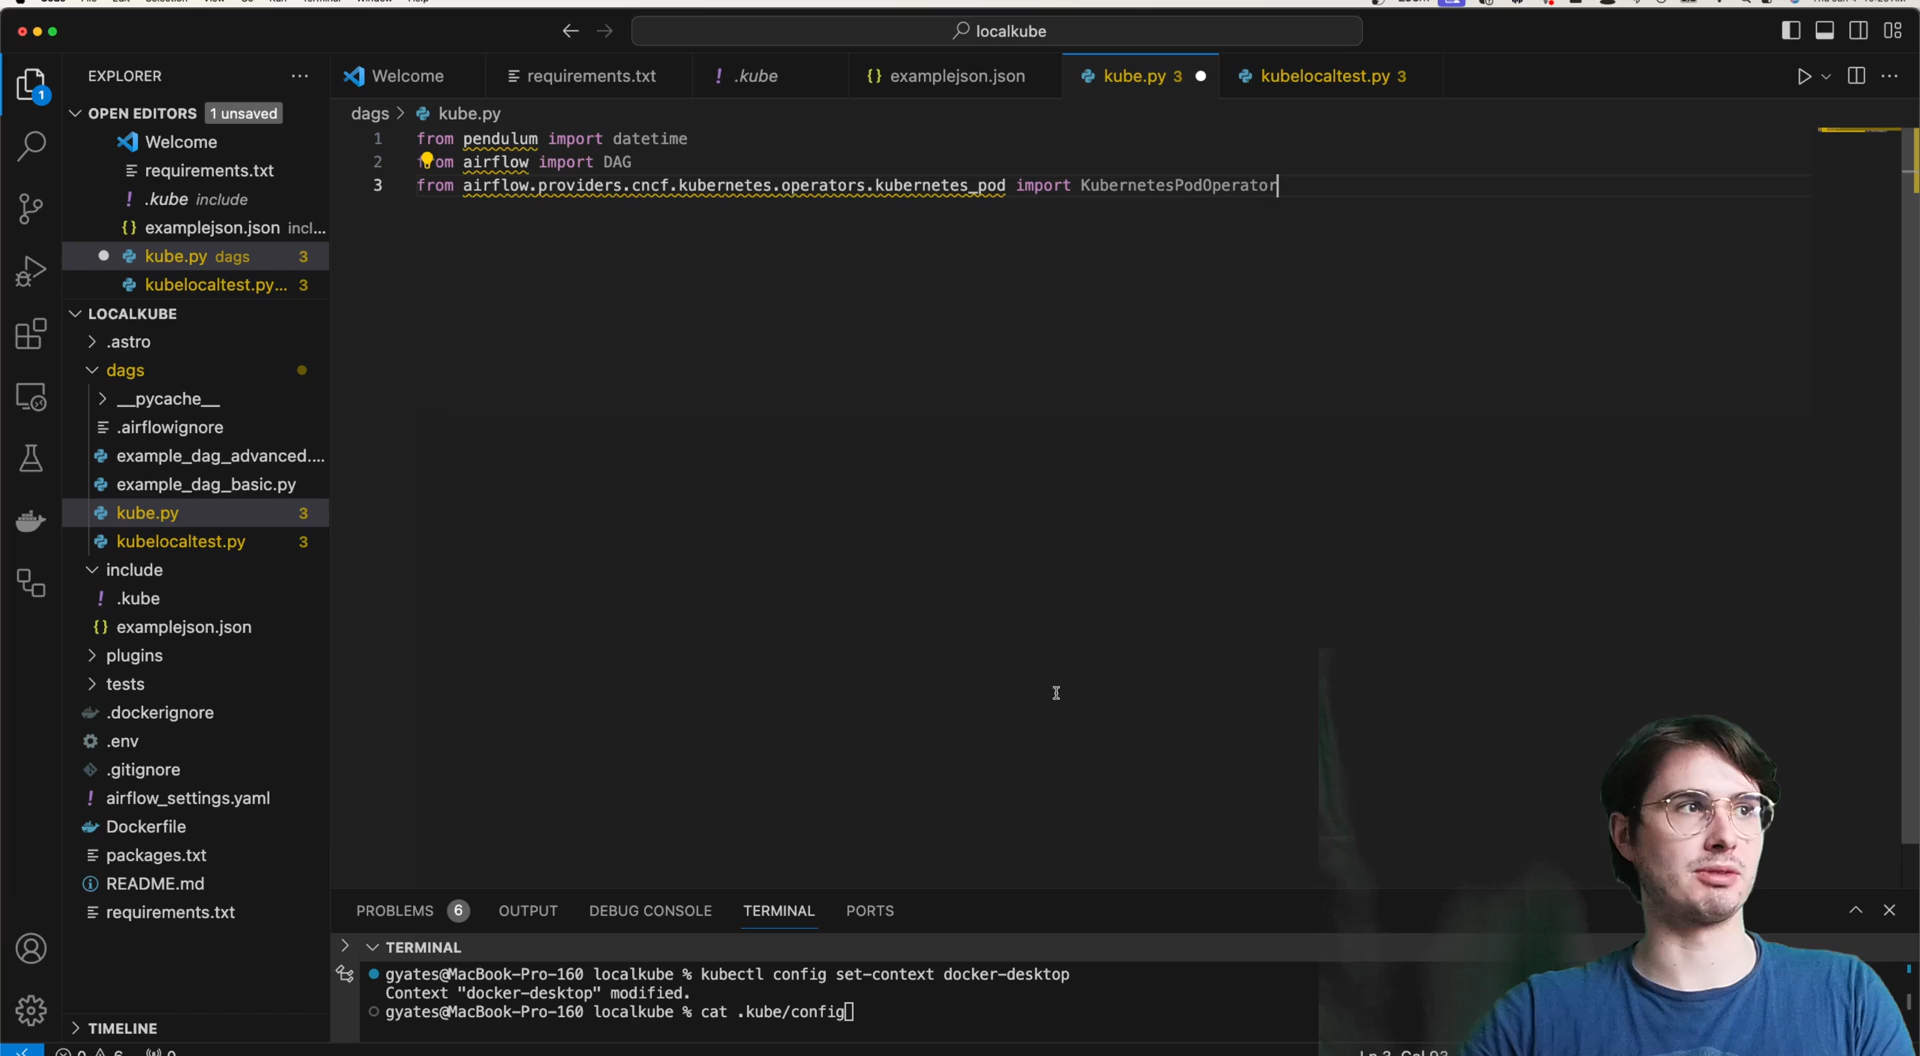 localkube
EXPLORER
Welcome
requirements.txt
.kube
examplejson.json
kube.py 3
kubelocaltest.py 3
OPEN EDITORS 1 unsaved
dags > kube.py
Welcome
requirements.txt
.kube include
examplejson.json incl...
kube.py dags 3
kubelocaltest.py... 3
1 from pendulum import datetime
2 from airflow import DAG
3 from airflow.providers.cncf.kubernetes.operators.kubernetes_pod import KubernetesPodOperator
LOCALKUBE
.astro
dags
__pycache__
.airflowignore
example_dag_advanced....
example_dag_basic.py
kube.py 3
kubelocaltest.py 3
include
.kube
examplejson.json
plugins
tests
.dockerignore
.env
.gitignore
airflow_settings.yaml
Dockerfile
packages.txt
README.md
requirements.txt
TIMELINE
PROBLEMS 6 OUTPUT DEBUG CONSOLE TERMINAL PORTS
TERMINAL
gyates@MacBook-Pro-160 localkube % kubectl config set-context docker-desktop
Context "docker-desktop" modified.
gyates@MacBook-Pro-160 localkube % cat .kube/config